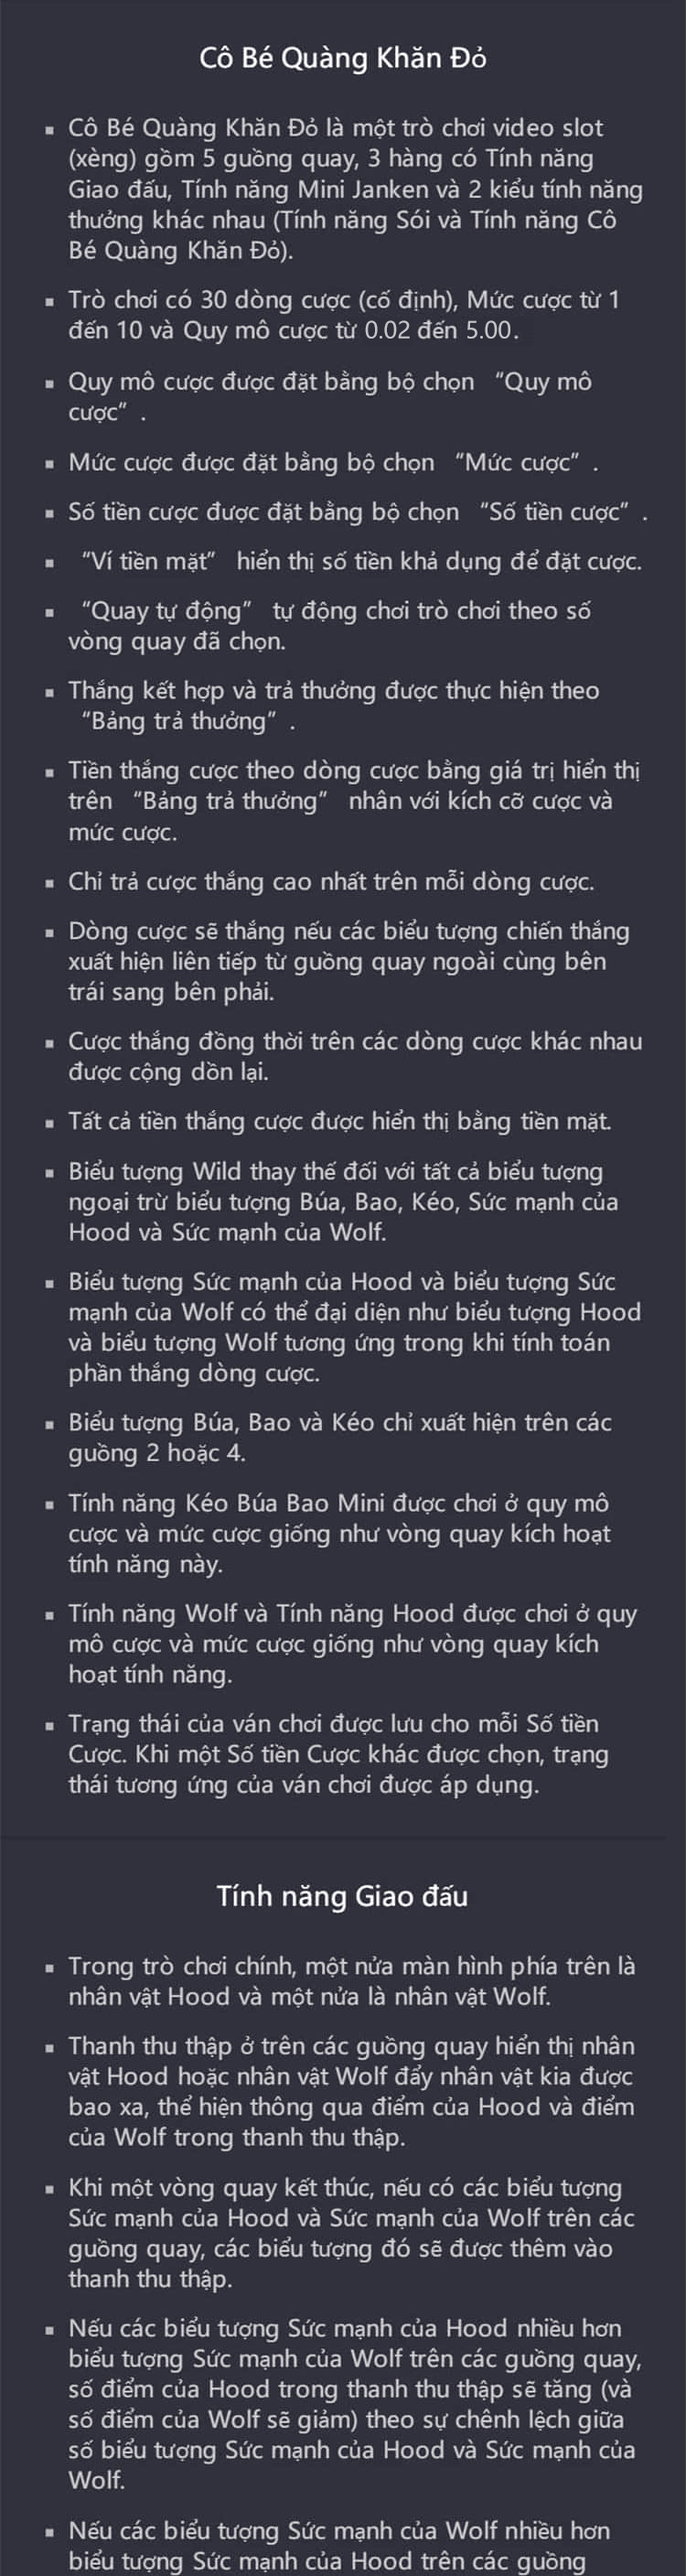 Cô Bé Quàng Khăn Đỏ
▪ Cô Bé Quàng Khăn Đỏ là một trò chơi video slot
(xèng) gồm 5 guồng quay, 3 hàng có Tính năng
Giao đấu, Tính năng Mini Janken và 2 kiểu tính năng
thưởng khác nhau (Tính năng Sói và Tính năng Cô
Bé Quàng Khăn Đỏ).
▪ Trò chơi có 30 dòng cược (cố định), Mức cược từ 1
đến 10 và Quy mô cược từ 0.02 đến 5.00.
▪ Quy mô cược được đặt bằng bộ chọn “Quy mô
cược”.
▪ Mức cược được đặt bằng bộ chọn “Mức cược”.
▪ Số tiền cược được đặt bằng bộ chọn “Số tiền cược”.
▪ “Ví tiền mặt” hiển thị số tiền khả dụng để đặt cược.
▪ “Quay tự động” tự động chơi trò chơi theo số
vòng quay đã chọn.
▪ Thắng kết hợp và trả thưởng được thực hiện theo
“Bảng trả thưởng”.
▪ Tiền thắng cược theo dòng cược bằng giá trị hiển thị
trên “Bảng trả thưởng” nhân với kích cỡ cược và
mức cược.
▪ Chỉ trả cược thắng cao nhất trên mỗi dòng cược.
▪ Dòng cược sẽ thắng nếu các biểu tượng chiến thắng
xuất hiện liên tiếp từ guồng quay ngoài cùng bên
trái sang bên phải.
▪ Cược thắng đồng thời trên các dòng cược khác nhau
được cộng dồn lại.
▪ Tất cả tiền thắng cược được hiển thị bằng tiền mặt.
▪ Biểu tượng Wild thay thế đối với tất cả biểu tượng
ngoại trừ biểu tượng Búa, Bao, Kéo, Sức mạnh của
Hood và Sức mạnh của Wolf.
▪ Biểu tượng Sức mạnh của Hood và biểu tượng Sức
mạnh của Wolf có thể đại diện như biểu tượng Hood
và biểu tượng Wolf tương ứng trong khi tính toán
phần thắng dòng cược.
▪ Biểu tượng Búa, Bao và Kéo chỉ xuất hiện trên các
guồng 2 hoặc 4.
▪ Tính năng Kéo Búa Bao Mini được chơi ở quy mô
cược và mức cược giống như vòng quay kích hoạt
tính năng này.
▪ Tính năng Wolf và Tính năng Hood được chơi ở quy
mô cược và mức cược giống như vòng quay kích
hoạt tính năng.
▪ Trạng thái của ván chơi được lưu cho mỗi Số tiền
Cược. Khi một Số tiền Cược khác được chọn, trạng
thái tương ứng của ván chơi được áp dụng.
Tính năng Giao đấu
▪ Trong trò chơi chính, một nửa màn hình phía trên là
nhân vật Hood và một nửa là nhân vật Wolf.
▪ Thanh thu thập ở trên các guồng quay hiển thị nhân
vật Hood hoặc nhân vật Wolf đẩy nhân vật kia được
bao xa, thể hiện thông qua điểm của Hood và điểm
của Wolf trong thanh thu thập.
▪ Khi một vòng quay kết thúc, nếu có các biểu tượng
Sức mạnh của Hood và Sức mạnh của Wolf trên các
guồng quay, các biểu tượng đó sẽ được thêm vào
thanh thu thập.
▪ Nếu các biểu tượng Sức mạnh của Hood nhiều hơn
biểu tượng Sức mạnh của Wolf trên các guồng quay,
số điểm của Hood trong thanh thu thập sẽ tăng (và
số điểm của Wolf sẽ giảm) theo sự chênh lệch giữa
số biểu tượng Sức mạnh của Hood và Sức mạnh của
Wolf.
▪ Nếu các biểu tượng Sức mạnh của Wolf nhiều hơn
biểu tượng Sức mạnh của Hood trên các guồng